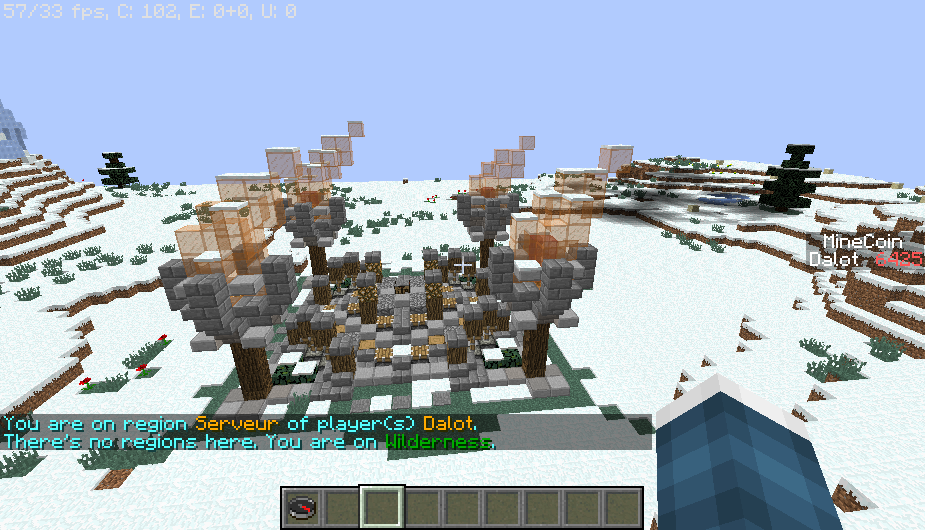 57/33 fps, C: 102, E: 0+0, U: 0
MineCoin
Dalot 6425
You are on region Serveur of player(s) Dalot.
There's no regions here. You are on Wilderness.